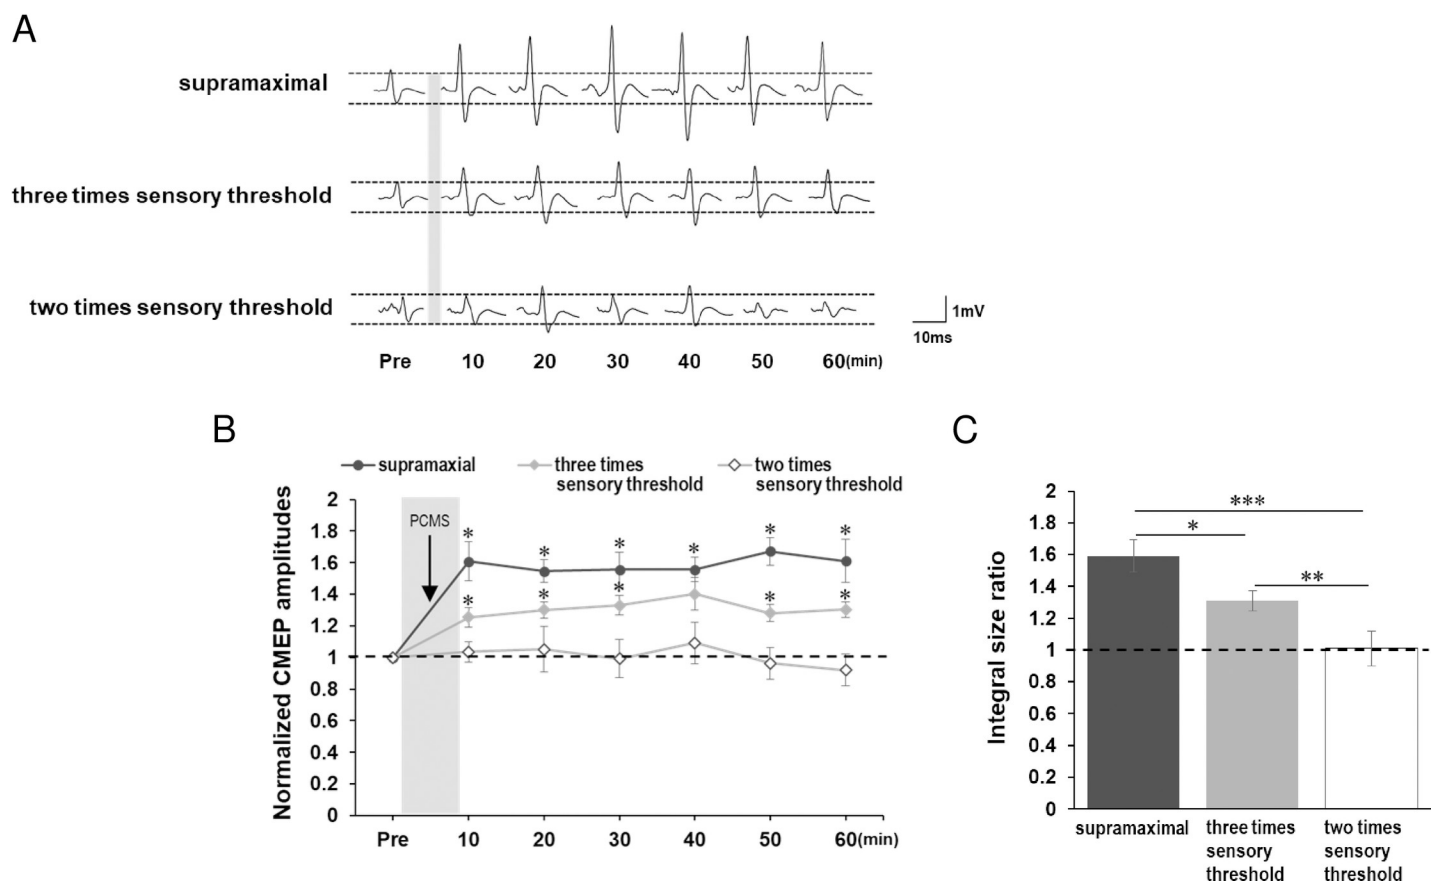 A
supramaximal
three times sensory threshold
two times sensory threshold
1mV
10ms
Pre 10 20 30 40 50 60(min)
B
supramaxial
three times
sensory threshold
two times
sensory threshold
Normalized CMEP amplitudes
2
1.8
1.6
1.4
1.2
1
0.8
0.6
0.4
0.2
0
PCMS
* * * * * *
* * * * *
Pre 10 20 30 40 50 60(min)
C
Integral size ratio
2
1.8
1.6
1.4
1.2
1
0.8
0.6
0.4
0.2
0
***
*
**
supramaximal
three times
sensory
threshold
two times
sensory
threshold